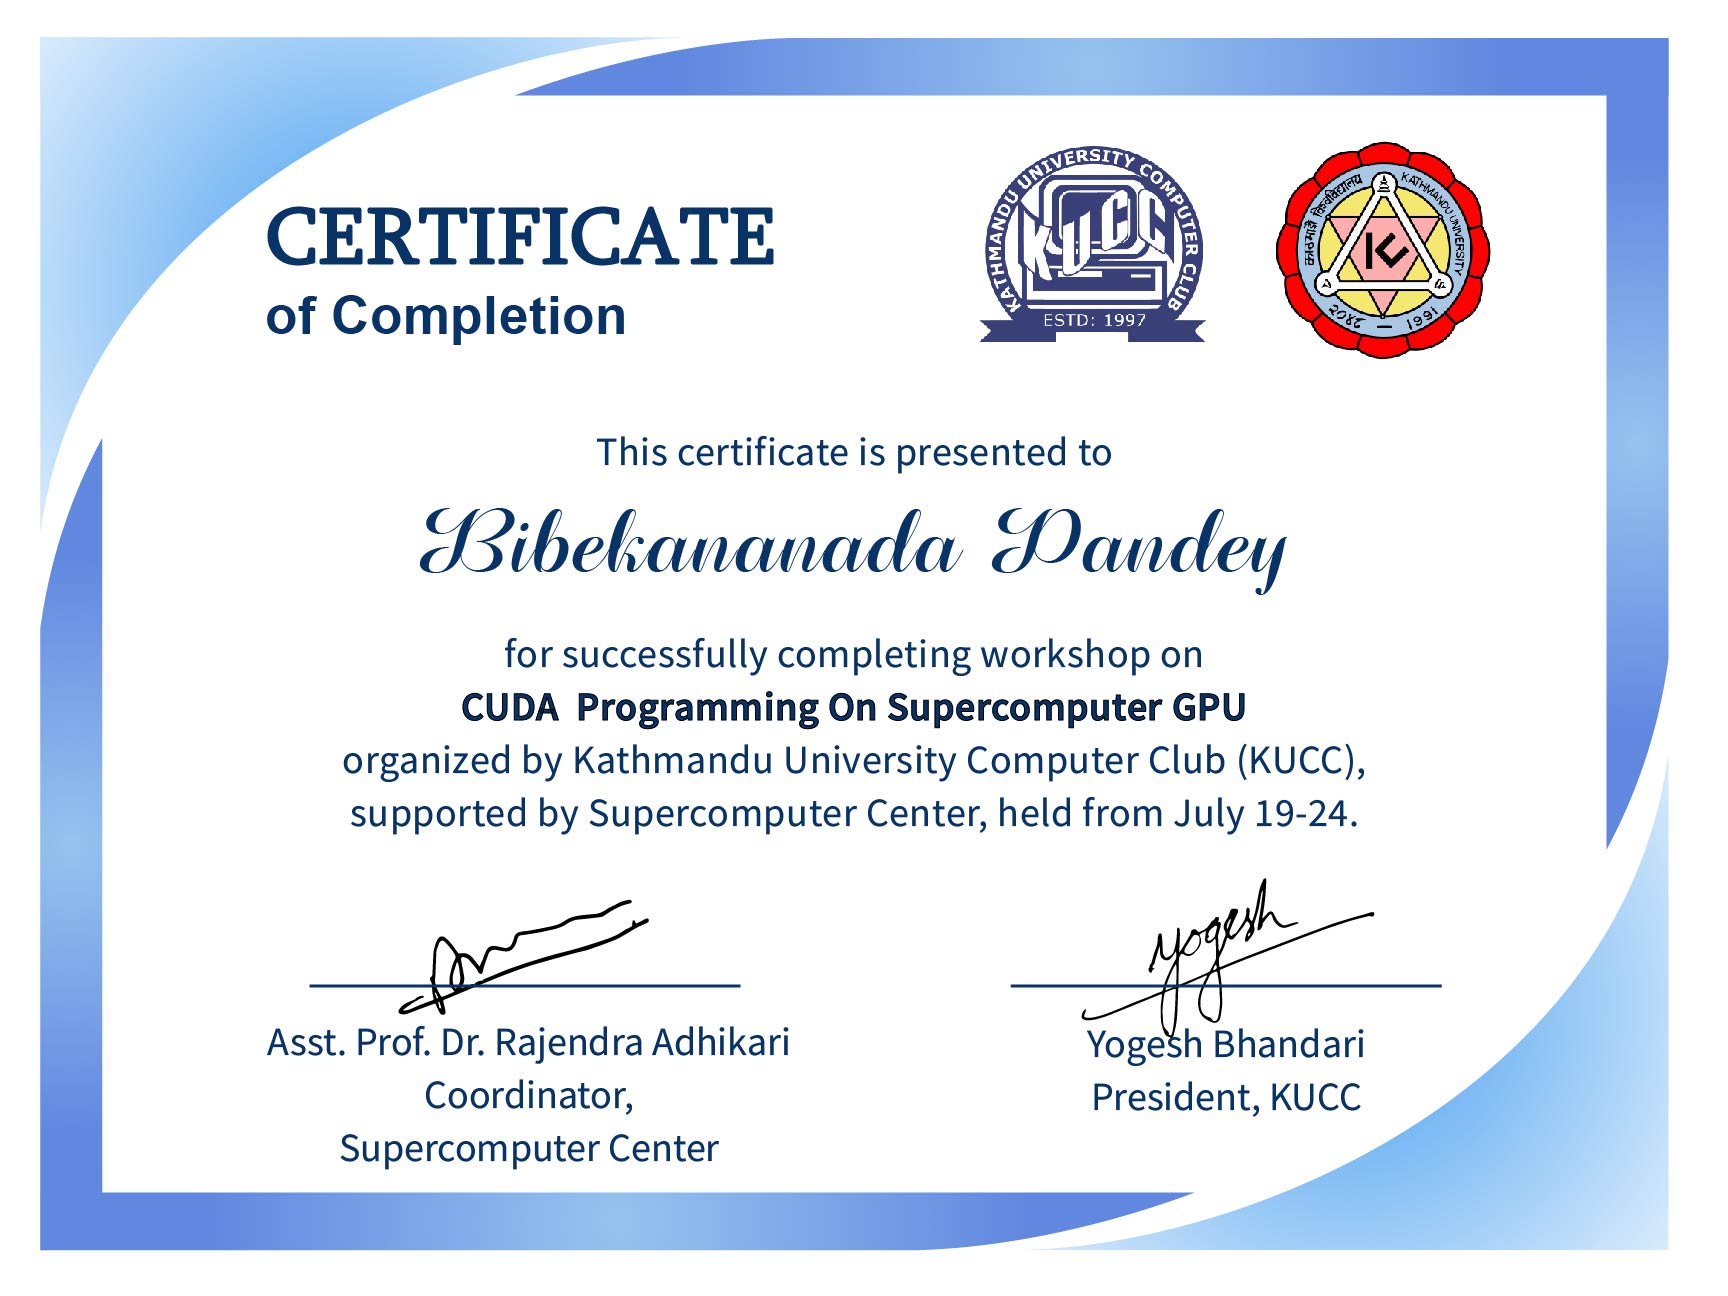 CERTIFICATE
of Completion
KATHMANDU UNIVERSITY COMPUTER CLUB
KUCC
ESTD: 1997
काठमाडौं विश्वविद्यालय
KATHMANDU UNIVERSITY
२०४८ — 1991
This certificate is presented to
Bibekananada Pandey
for successfully completing workshop on
CUDA Programming On Supercomputer GPU
organized by Kathmandu University Computer Club (KUCC),
supported by Supercomputer Center, held from July 19-24.
yogesh
Asst. Prof. Dr. Rajendra Adhikari
Coordinator,
Supercomputer Center
Yogesh Bhandari
President, KUCC